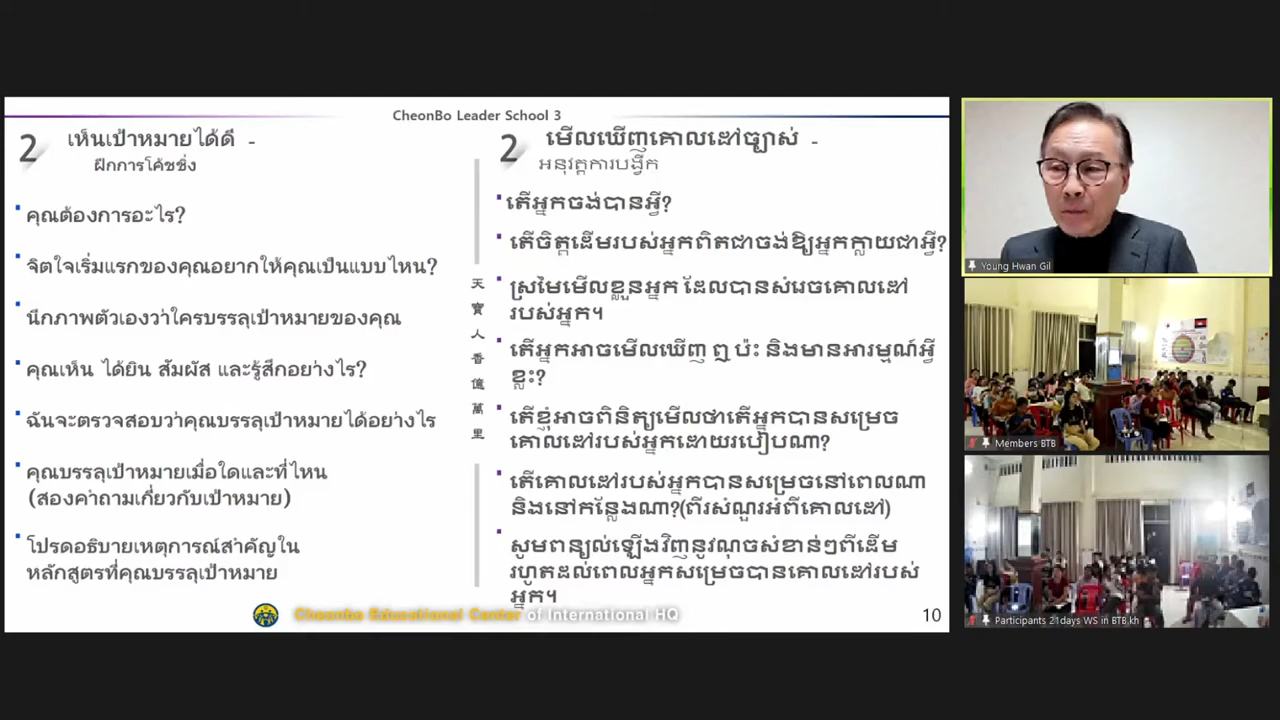 CheonBo Leader School 3
2 เห็นเป้าหมายได้ดี -
ฝึกการโค้ชชิ่ง
คุณต้องการอะไร?
จิตใจเริ่มแรกของคุณอยากให้คุณเป็นแบบไหน?
นึกภาพตัวเองว่าใครบรรลุเป้าหมายของคุณ
คุณเห็น ได้ยิน สัมผัส และรู้สึกอย่างไร?
ฉันจะตรวจสอบว่าคุณบรรลุเป้าหมายได้อย่างไร
คุณบรรลุเป้าหมายเมื่อใดและที่ไหน
(สองคำถามเกี่ยวกับเป้าหมาย)
โปรดอธิบายเหตุการณ์สำคัญใน
หลักสูตรที่คุณบรรลุเป้าหมาย
天
寶
人
香
億
萬
里
2 មើលឃើញគោលដៅច្បាស់ -
អនុវត្តការបង្វឹក
តើអ្នកចង់បានអ្វី?
តើចិត្តដើមរបស់អ្នកពិតជាចង់ឱ្យអ្នកក្លាយជាអ្វី?
ស្រមៃមើលខ្លួនអ្នក ដែលបានសំរេចគោលដៅ
របស់អ្នក។
តើអ្នកអាចមើលឃើញ ឮ ប៉ះ និងមានអារម្មណ៍អ្វី
ខ្លះ?
តើខ្ញុំអាចពិនិត្យមើលថាតើអ្នកបានសម្រេច
គោលដៅរបស់អ្នកដោយរបៀបណា?
តើគោលដៅរបស់អ្នកបានសម្រេចនៅពេលណា
និងនៅកន្លែងណា?(ពីរសំណួរអំពីគោលដៅ)
សូមពន្យល់ឡើងវិញនូវណុចសំខាន់ៗពីដើម
រហូតដល់ពេលអ្នកសម្រេចបានគោលដៅរបស់
អ្នក។
Cheonbo Educational Center of International HQ
10
Young Hwan Gil
Members BTB
Participants 21days WS in BTB.kh